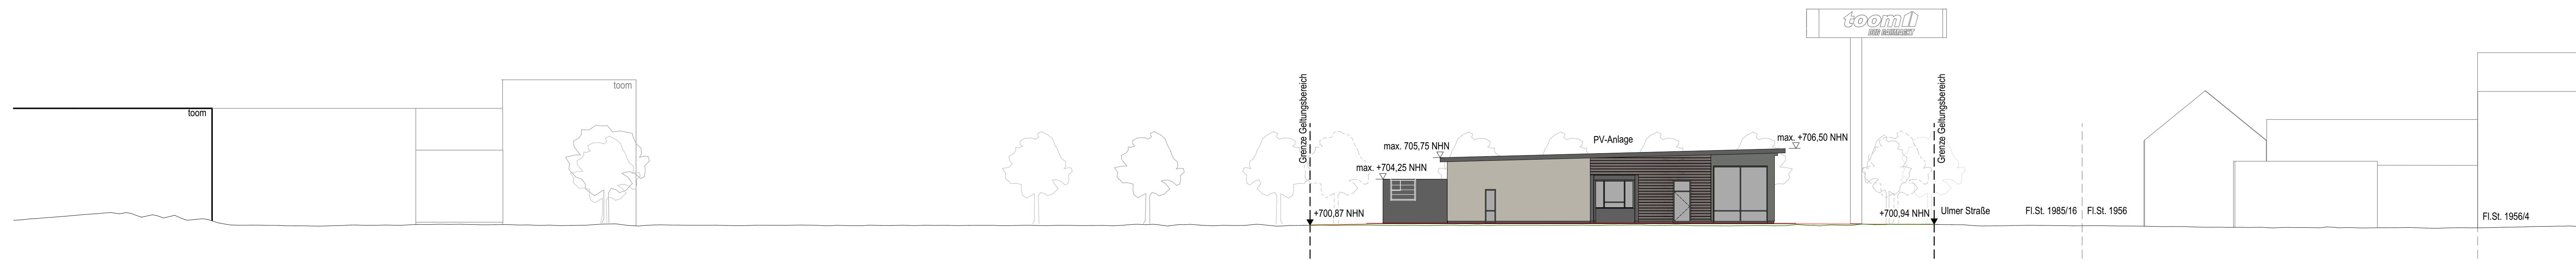 toom
DER BAUMARKT
toom
toom
Grenze Geltungsbereich
Grenze Geltungsbereich
PV-Anlage
max. +706,50 NHN
max. 705,75 NHN
max. +704,25 NHN
+700,87 NHN
+700,94 NHN
Ulmer Straße
Fl.St. 1985/16
Fl.St. 1956
Fl.St. 1956/4